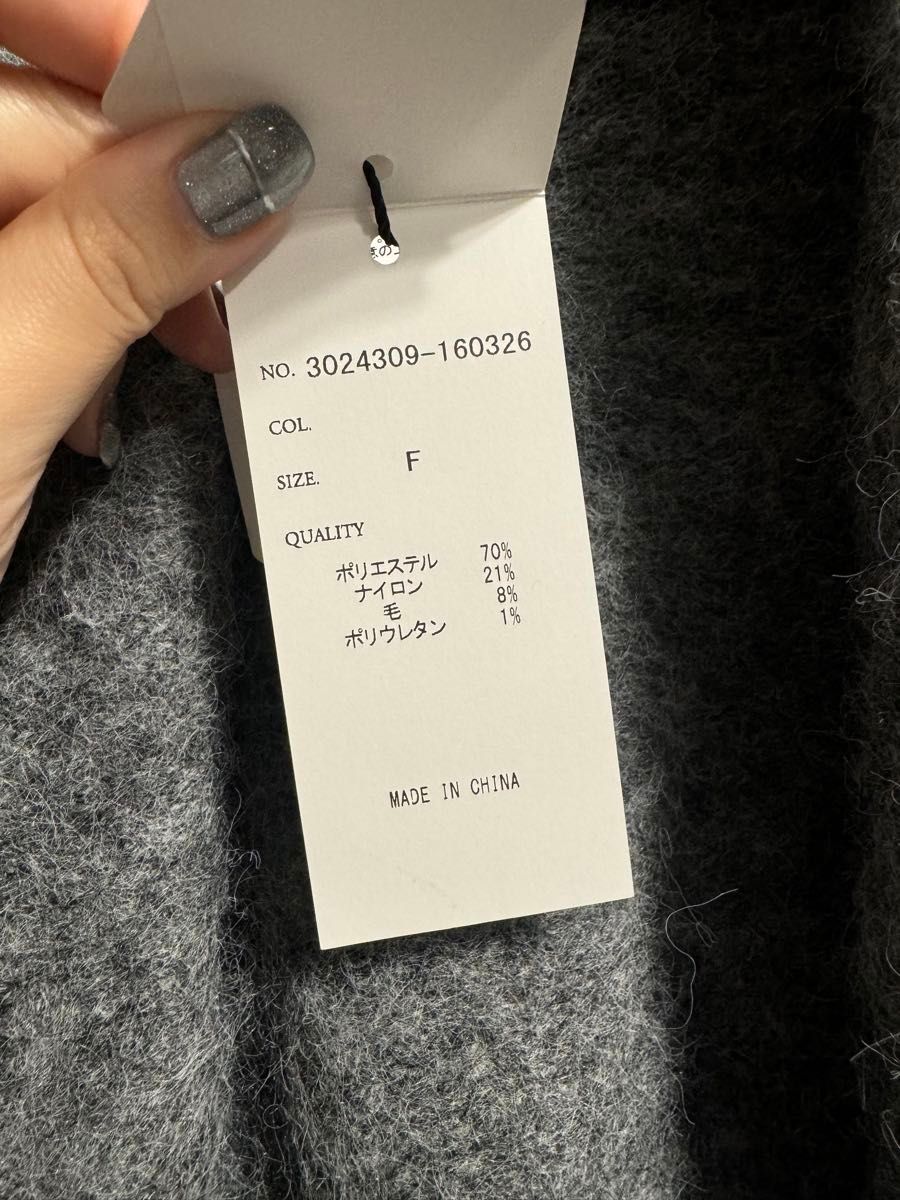 NO. 3024309-160326
COL.
SIZE. F
QUALITY
ポリエステル 70%
ナイロン 21%
毛 8%
ポリウレタン 1%
MADE IN CHINA